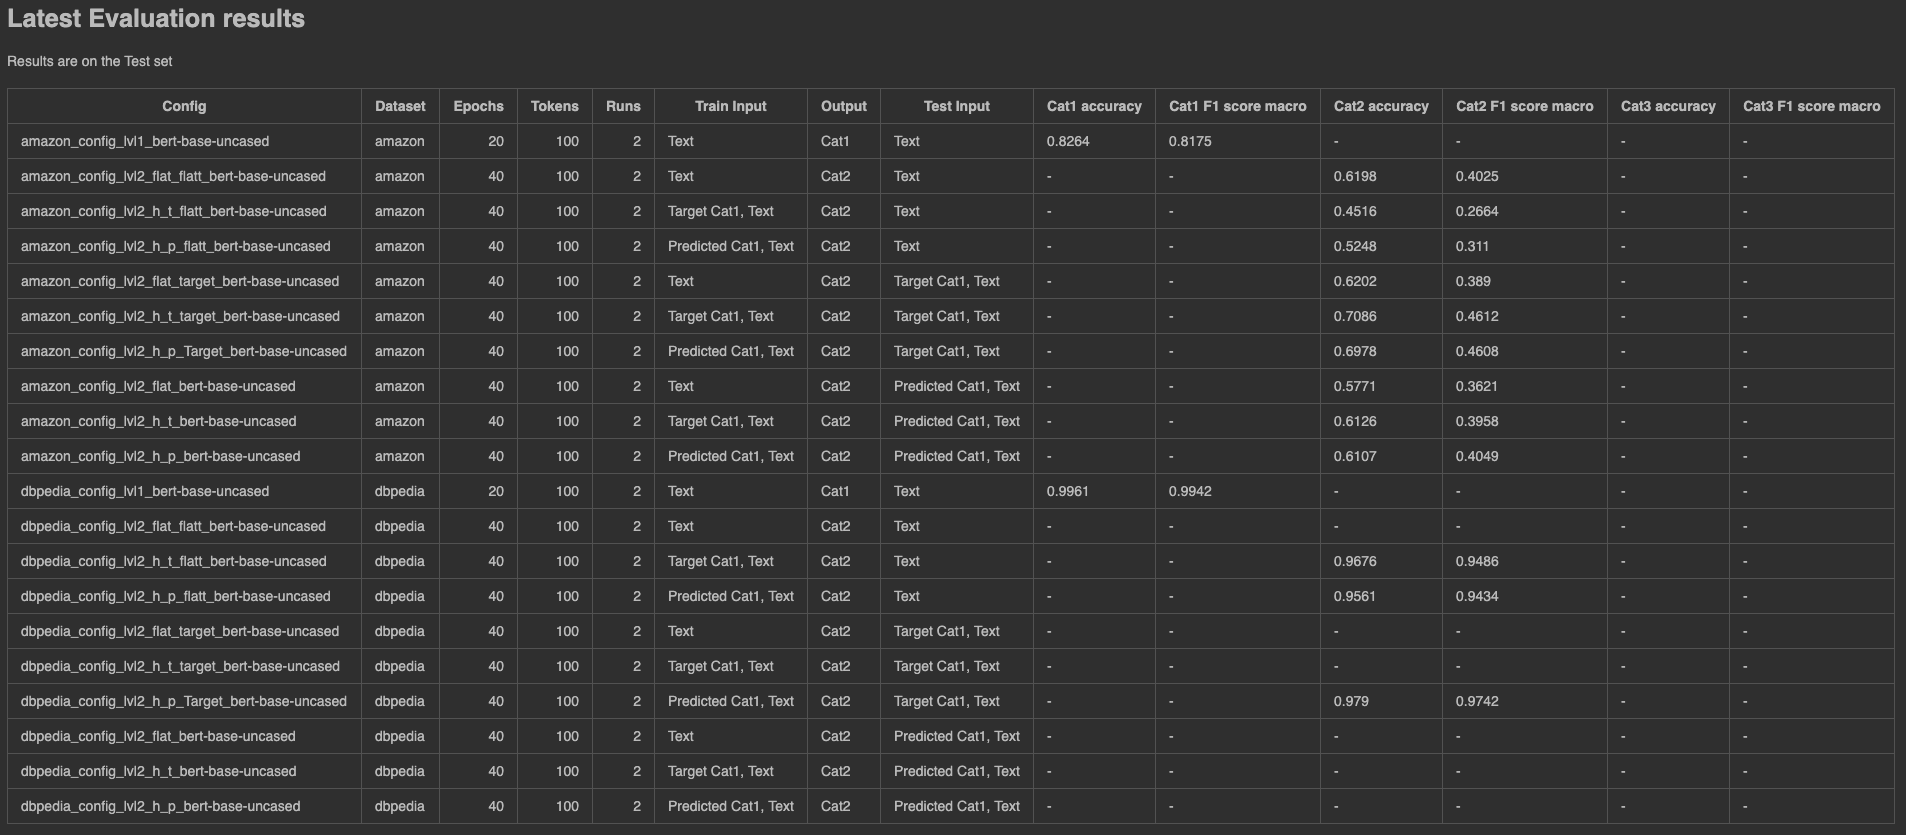 Latest Evaluation results
Results are on the Test set
Config Dataset Epochs Tokens Runs Train Input Output Test Input Cat1 accuracy Cat1 F1 score macro Cat2 accuracy Cat2 F1 score macro Cat3 accuracy Cat3 F1 score macro
amazon_config_lvl1_bert-base-uncased amazon 20 100 2 Text Cat1 Text 0.8264 0.8175 - - - -
amazon_config_lvl2_flat_flatt_bert-base-uncased amazon 40 100 2 Text Cat2 Text - - 0.6198 0.4025 - -
amazon_config_lvl2_h_t_flatt_bert-base-uncased amazon 40 100 2 Target Cat1, Text Cat2 Text - - 0.4516 0.2664 - -
amazon_config_lvl2_h_p_flatt_bert-base-uncased amazon 40 100 2 Predicted Cat1, Text Cat2 Text - - 0.5248 0.311 - -
amazon_config_lvl2_flat_target_bert-base-uncased amazon 40 100 2 Text Cat2 Target Cat1, Text - - 0.6202 0.389 - -
amazon_config_lvl2_h_t_target_bert-base-uncased amazon 40 100 2 Target Cat1, Text Cat2 Target Cat1, Text - - 0.7086 0.4612 - -
amazon_config_lvl2_h_p_Target_bert-base-uncased amazon 40 100 2 Predicted Cat1, Text Cat2 Target Cat1, Text - - 0.6978 0.4608 - -
amazon_config_lvl2_flat_bert-base-uncased amazon 40 100 2 Text Cat2 Predicted Cat1, Text - - 0.5771 0.3621 - -
amazon_config_lvl2_h_t_bert-base-uncased amazon 40 100 2 Target Cat1, Text Cat2 Predicted Cat1, Text - - 0.6126 0.3958 - -
amazon_config_lvl2_h_p_bert-base-uncased amazon 40 100 2 Predicted Cat1, Text Cat2 Predicted Cat1, Text - - 0.6107 0.4049 - -
dbpedia_config_lvl1_bert-base-uncased dbpedia 20 100 2 Text Cat1 Text 0.9961 0.9942 - - - -
dbpedia_config_lvl2_flat_flatt_bert-base-uncased dbpedia 40 100 2 Text Cat2 Text - - - - - -
dbpedia_config_lvl2_h_t_flatt_bert-base-uncased dbpedia 40 100 2 Target Cat1, Text Cat2 Text - - 0.9676 0.9486 - -
dbpedia_config_lvl2_h_p_flatt_bert-base-uncased dbpedia 40 100 2 Predicted Cat1, Text Cat2 Text - - 0.9561 0.9434 - -
dbpedia_config_lvl2_flat_target_bert-base-uncased dbpedia 40 100 2 Text Cat2 Target Cat1, Text - - - - - -
dbpedia_config_lvl2_h_t_target_bert-base-uncased dbpedia 40 100 2 Target Cat1, Text Cat2 Target Cat1, Text - - - - - -
dbpedia_config_lvl2_h_p_Target_bert-base-uncased dbpedia 40 100 2 Predicted Cat1, Text Cat2 Target Cat1, Text - - 0.979 0.9742 - -
dbpedia_config_lvl2_flat_bert-base-uncased dbpedia 40 100 2 Text Cat2 Predicted Cat1, Text - - - - - -
dbpedia_config_lvl2_h_t_bert-base-uncased dbpedia 40 100 2 Target Cat1, Text Cat2 Predicted Cat1, Text - - - - - -
dbpedia_config_lvl2_h_p_bert-base-uncased dbpedia 40 100 2 Predicted Cat1, Text Cat2 Predicted Cat1, Text - - - - - -